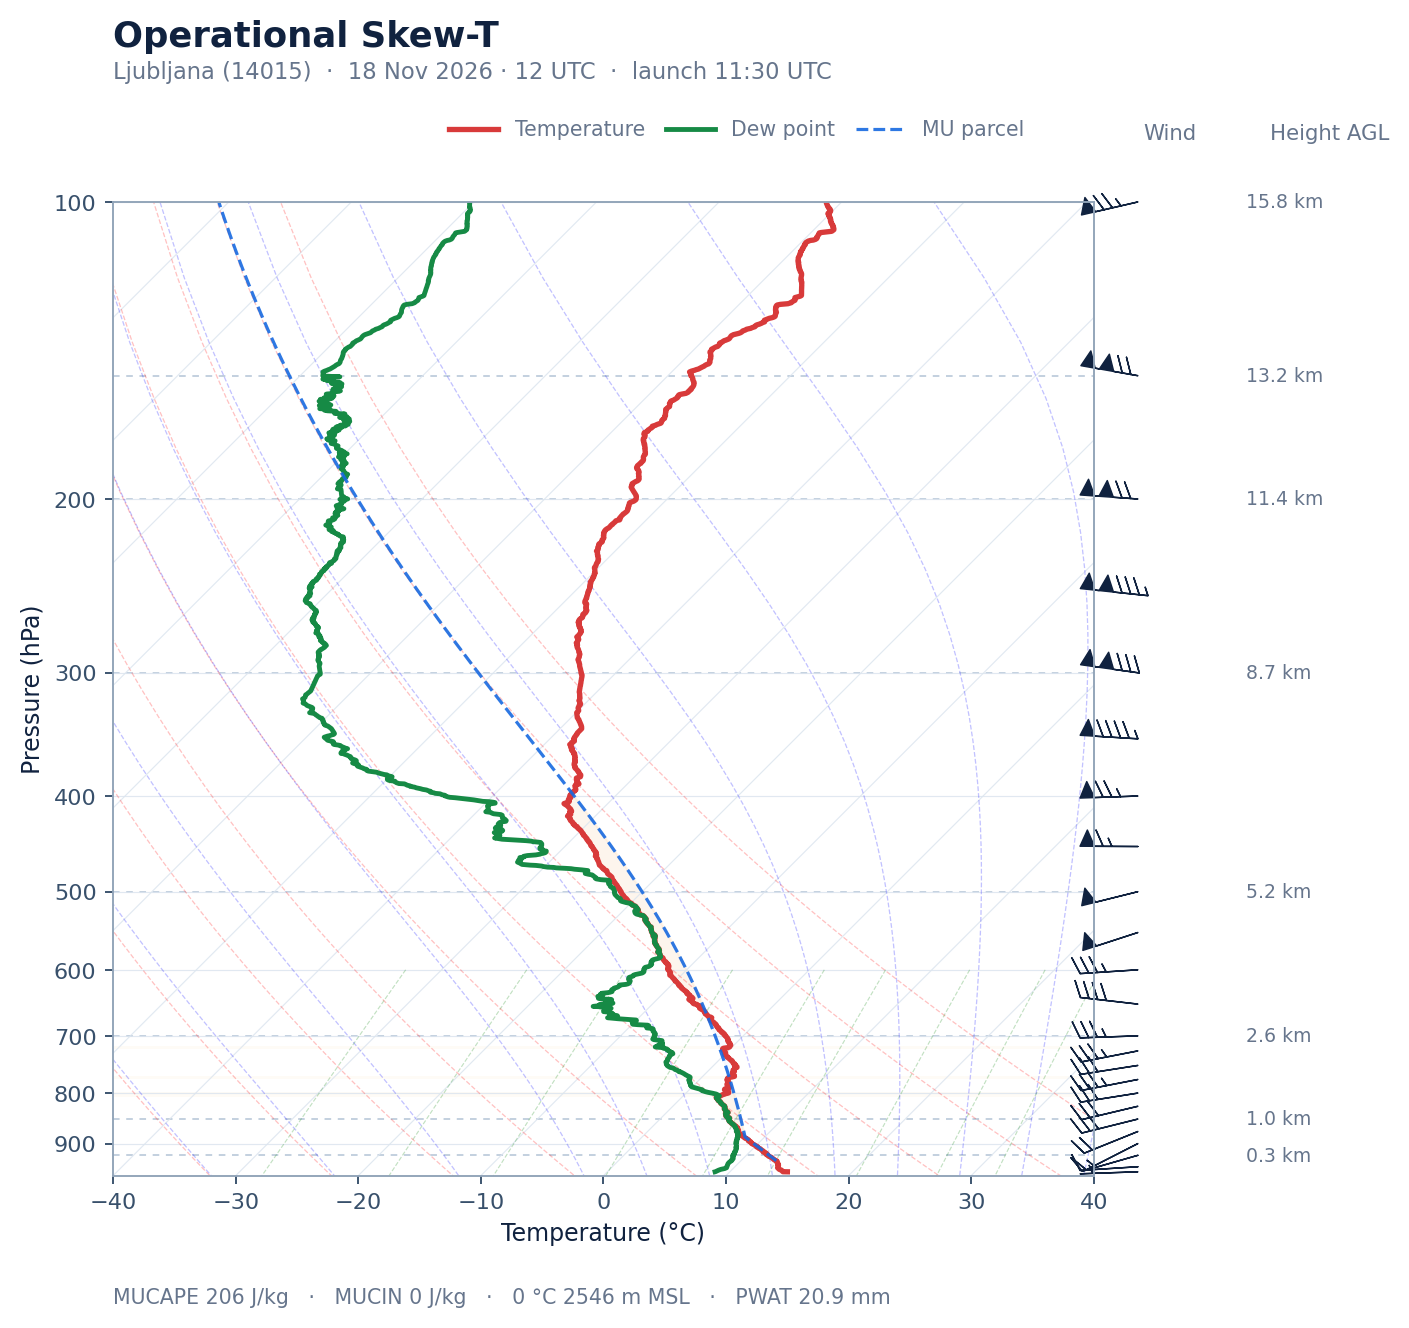 Operational Skew-T
Ljubljana (14015) · 18 Nov 2026 · 12 UTC · launch 11:30 UTC
Temperature Dew point MU parcel Wind Height AGL
100 15.8 km
13.2 km
200 11.4 km
8.7 km
300
400
500 5.2 km
600
700 2.6 km
800
1.0 km
900 0.3 km
Pressure (hPa)
−40 −30 −20 −10 0 10 20 30 40
Temperature (°C)
MUCAPE 206 J/kg · MUCIN 0 J/kg · 0 °C 2546 m MSL · PWAT 20.9 mm